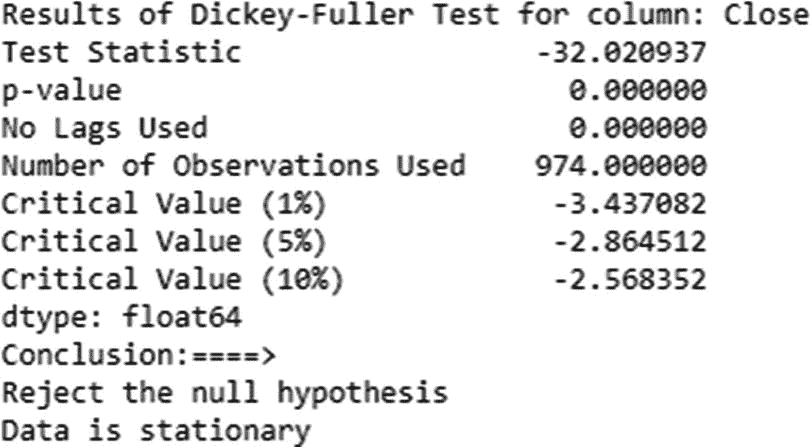 Results of Dickey-Fuller Test for column: Close
Test Statistic -32.020937
p-value 0.000000
No Lags Used 0.000000
Number of Observations Used 974.000000
Critical Value (1%) -3.437082
Critical Value (5%) -2.864512
Critical Value (10%) -2.568352
dtype: float64
Conclusion:====>
Reject the null hypothesis
Data is stationary